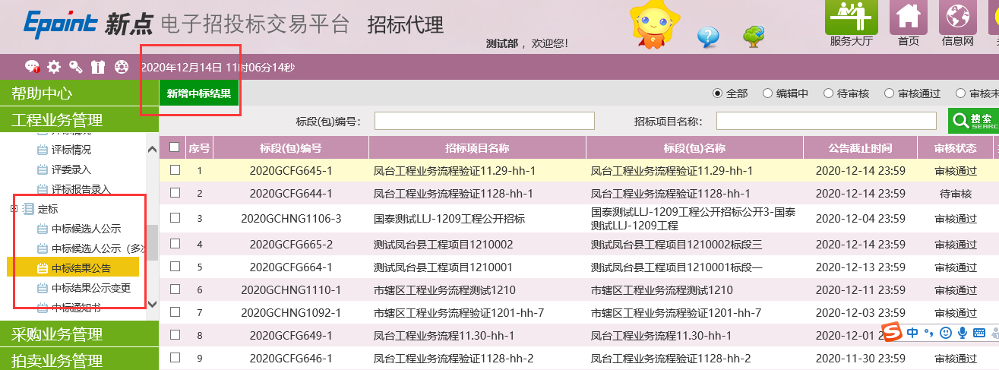 Epoint 新点 电子招投标交易平台 招标代理
测试部，欢迎您!
服务大厅 首页 信息网
2020年12月14日 11时06分14秒
帮助中心
工程业务管理
评标情况
评委录入
评标报告录入
定标
中标候选人公示
中标候选人公示（多次
中标结果公告
中标结果公示变更
中标通知书
采购业务管理
拍卖业务管理
新增中标结果
全部 编辑中 待审核 审核通过 审核未
标段(包)编号： 招标项目名称： 搜索
SEARC
序号 标段(包)编号 招标项目名称 标段(包)名称 公告截止时间 审核状态
1 2020GCFG645-1 凤台工程业务流程验证11.29-hh-1 凤台工程业务流程验证11.29-hh-1 2020-12-14 23:59 审核通过
2 2020GCFG644-1 凤台工程业务流程验证1128-hh-1 凤台工程业务流程验证1128-hh-1 2020-12-14 23:59 待审核
3 2020GCHNG1106-3 国泰测试LLJ-1209工程公开招标 国泰测试LLJ-1209工程公开招标公开3-国泰 2020-12-04 23:59 审核通过
测试LLJ-1209工程
4 2020GCFG665-2 测试凤台县工程项目1210002 测试凤台县工程项目1210002标段三 2020-12-14 23:59 审核通过
5 2020GCFG664-1 测试凤台县工程项目1210001 测试凤台县工程项目1210001标段一 2020-12-13 23:59 审核通过
6 2020GCHNG1110-1 市辖区工程业务流程测试1210 市辖区工程业务流程测试1210 2020-12-11 23:59 审核通过
7 2020GCHNG1092-1 市辖区工程业务流程验证1201-hh-7 市辖区工程业务流程验证1201-hh-7 2020-12-03 23:59 审核通过
8 2020GCFG649-1 凤台工程业务流程11.30-hh-1 凤台工程业务流程11.30-hh-1 2020-12-01 2
中
9 2020GCFG646-1 凤台工程业务流程验证1128-hh-2 凤台工程业务流程验证1128-hh-2 2020-11-30 23:59 审核通过